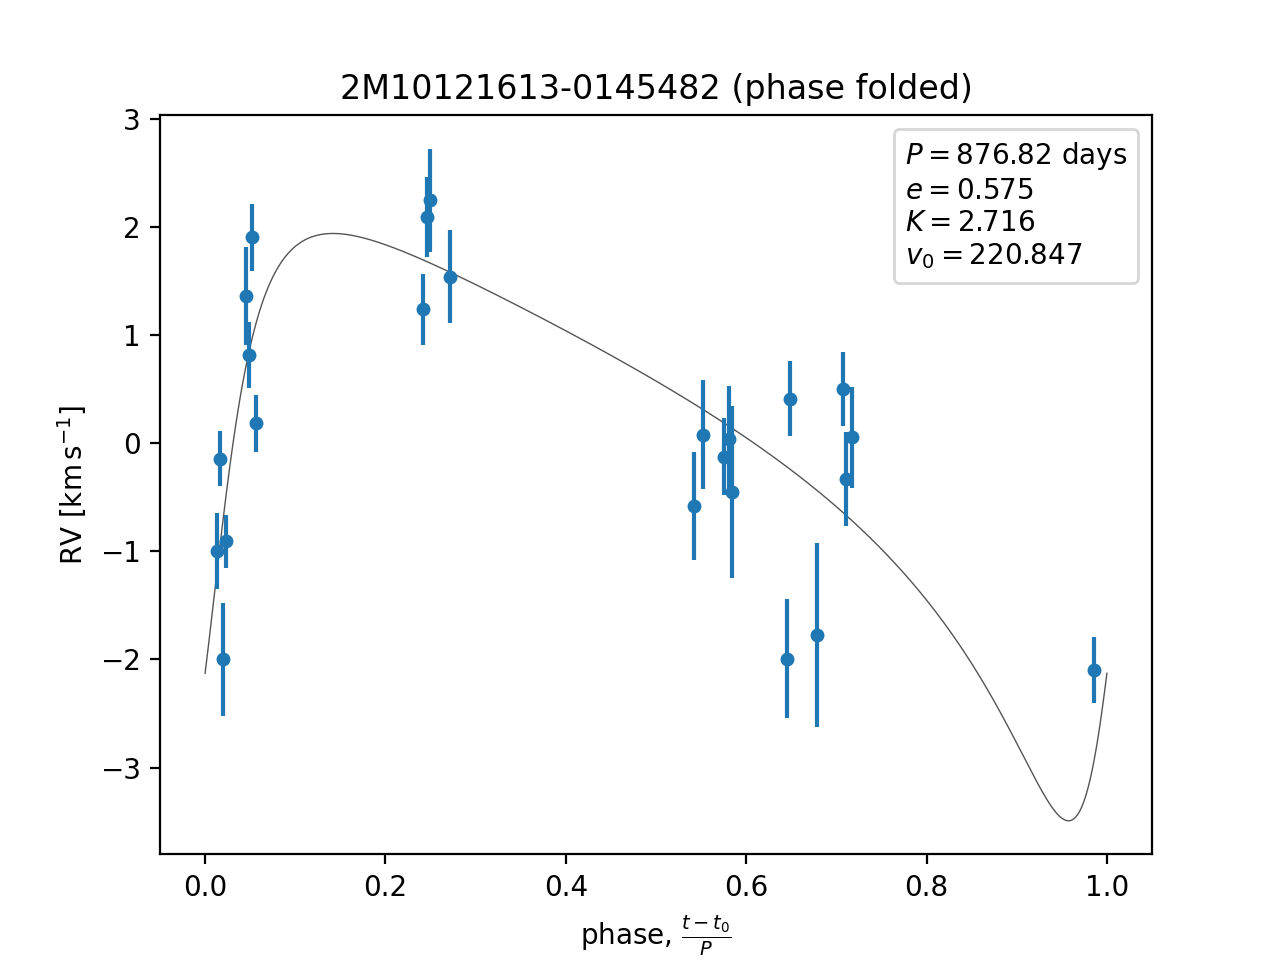 2M10121613-0145482 (phase folded)
P = 876.82 days
e = 0.575
K = 2.716
v₀ = 220.847
3
2
1
0
−1
−2
−3
RV [km s⁻¹]
0.0 0.2 0.4 0.6 0.8 1.0
phase, (t − t₀)/P